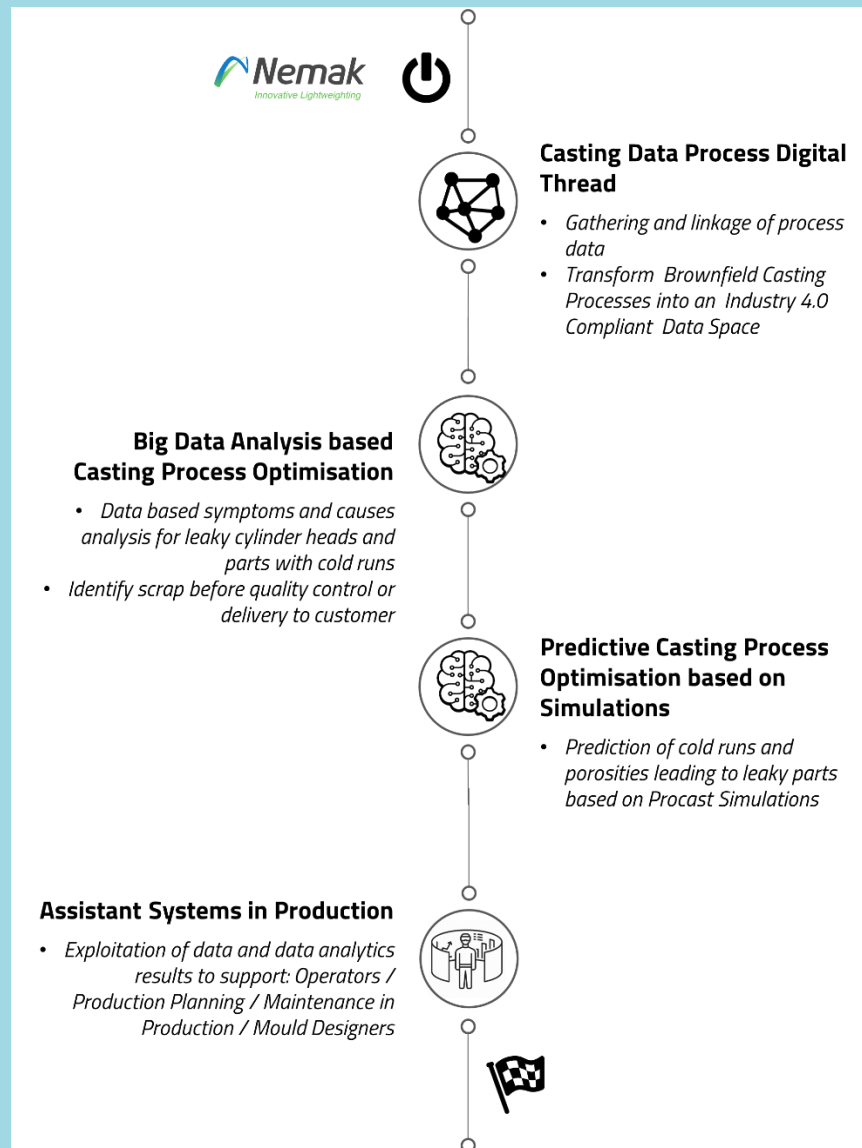 Nemak
Innovative Lightweighting
Casting Data Process Digital
Thread
• Gathering and linkage of process
data
• Transform Brownfield Casting
Processes into an Industry 4.0
Compliant Data Space
Big Data Analysis based
Casting Process Optimisation
• Data based symptoms and causes
analysis for leaky cylinder heads and
parts with cold runs
• Identify scrap before quality control or
delivery to customer
Predictive Casting Process
Optimisation based on
Simulations
• Prediction of cold runs and
porosities leading to leaky parts
based on Procast Simulations
Assistant Systems in Production
• Exploitation of data and data analytics
results to support: Operators /
Production Planning / Maintenance in
Production / Mould Designers